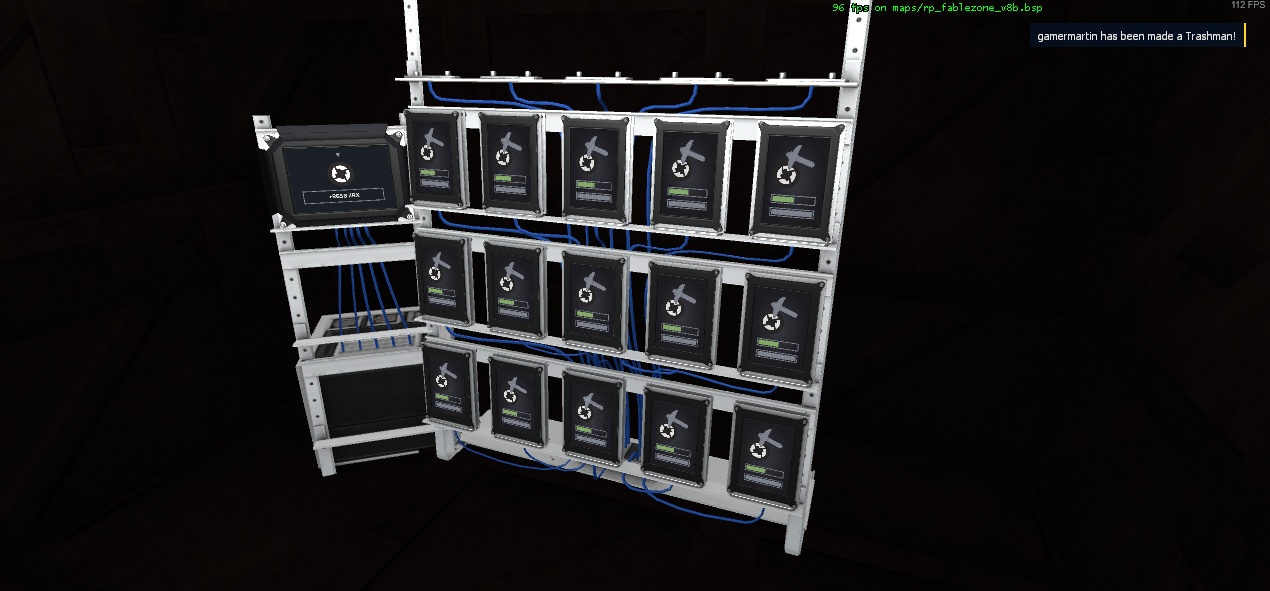 96 fps on maps/rp_fablezone_v8b.bsp
112 FPS
gamermartin has been made a Trashman!